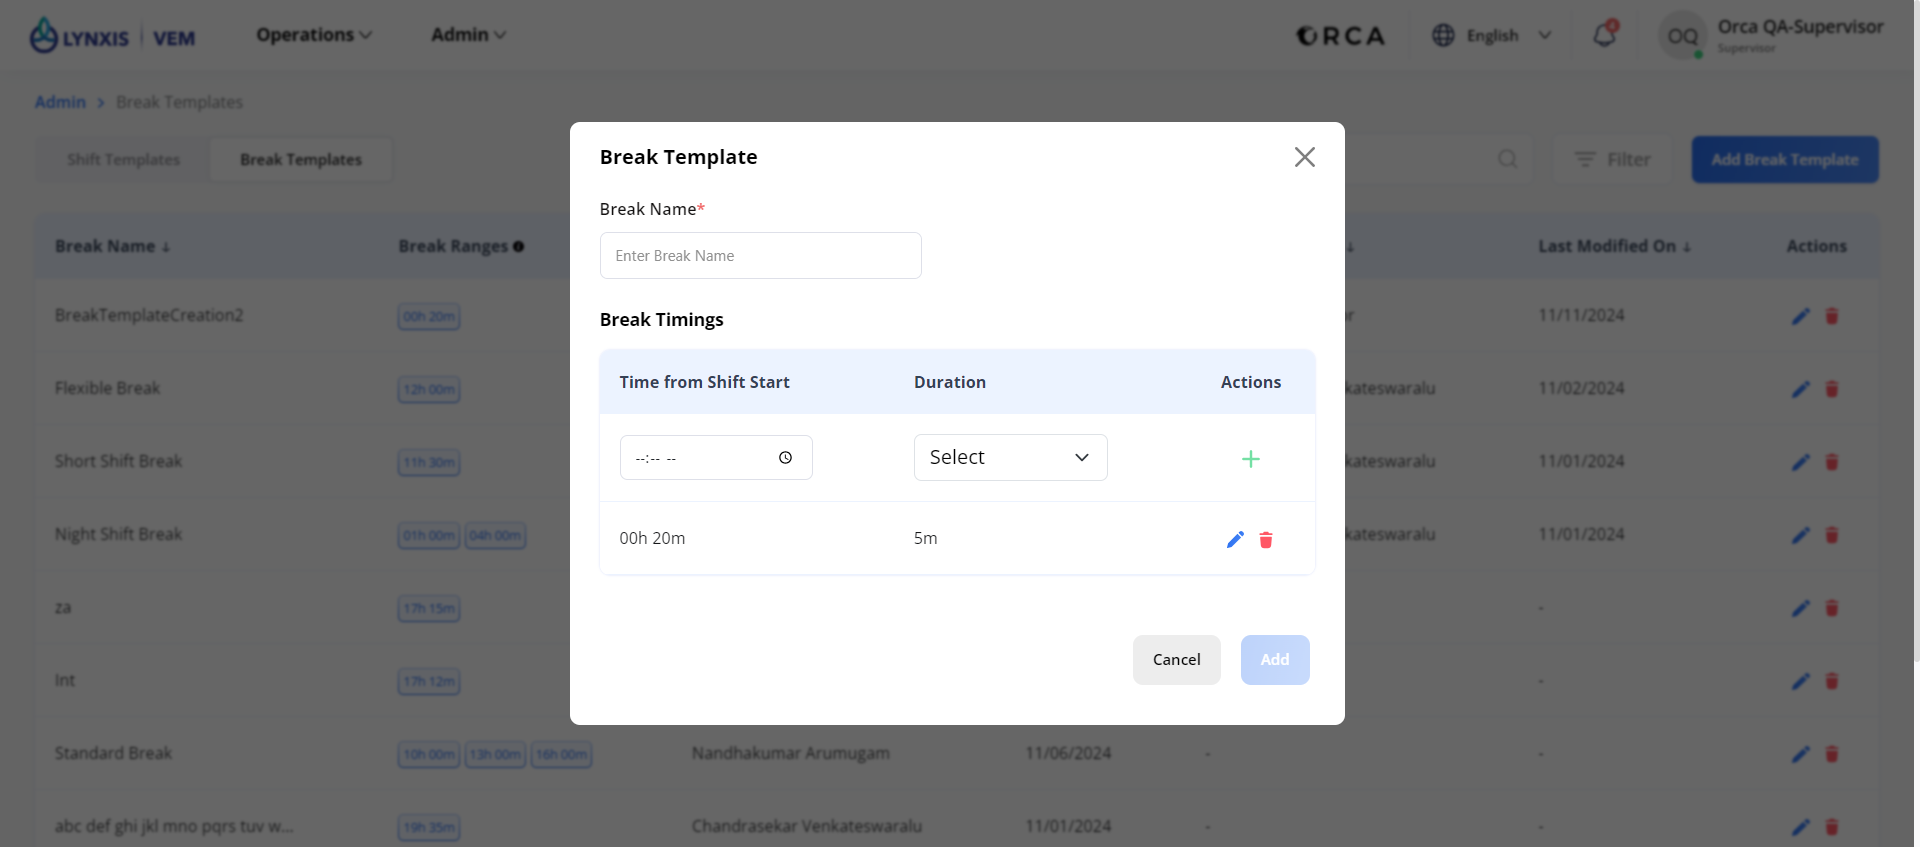 LYNXIS VEM Operations Admin ORCA English 4 OQ Orca QA-Supervisor
Supervisor
Admin > Break Templates
Shift Templates Break Templates Filter Add Break Template
Break Name ↓ Break Ranges ↓ Last Modified On ↓ Actions
BreakTemplateCreation2 00h 20m or 11/11/2024
Flexible Break 12h 00m kateswaralu 11/02/2024
Short Shift Break 11h 30m kateswaralu 11/01/2024
Night Shift Break 01h 00m 04h 00m kateswaralu 11/01/2024
za 17h 15m -
Int 17h 12m -
Standard Break 10h 00m 13h 00m 16h 00m Nandhakumar Arumugam 11/06/2024 - -
abc def ghi jkl mno pqrs tuv w... 19h 35m Chandrasekar Venkateswaralu 11/01/2024 - -
Break Template
Break Name*
Enter Break Name
Break Timings
Time from Shift Start Duration Actions
--:-- -- Select +
00h 20m 5m
Cancel Add